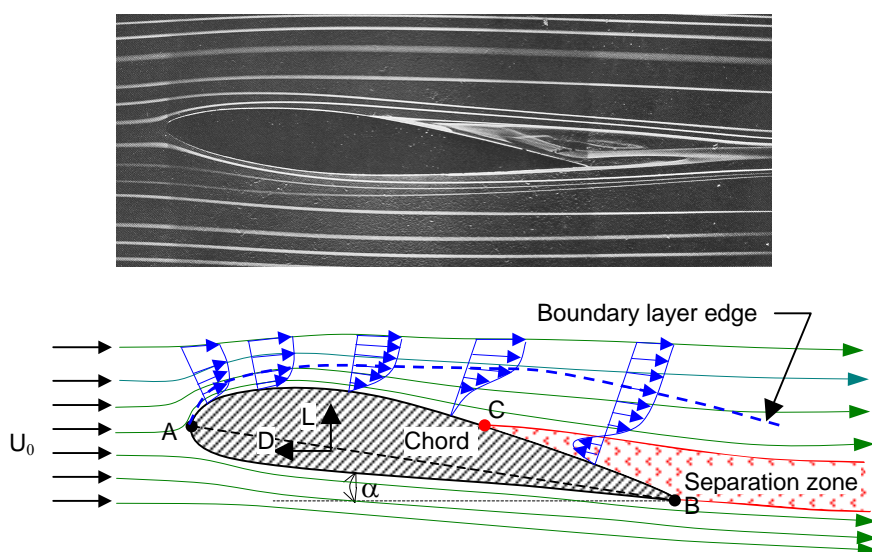 Boundary layer edge
A
L
C
D
Chord
U₀
α
Separation zone
B